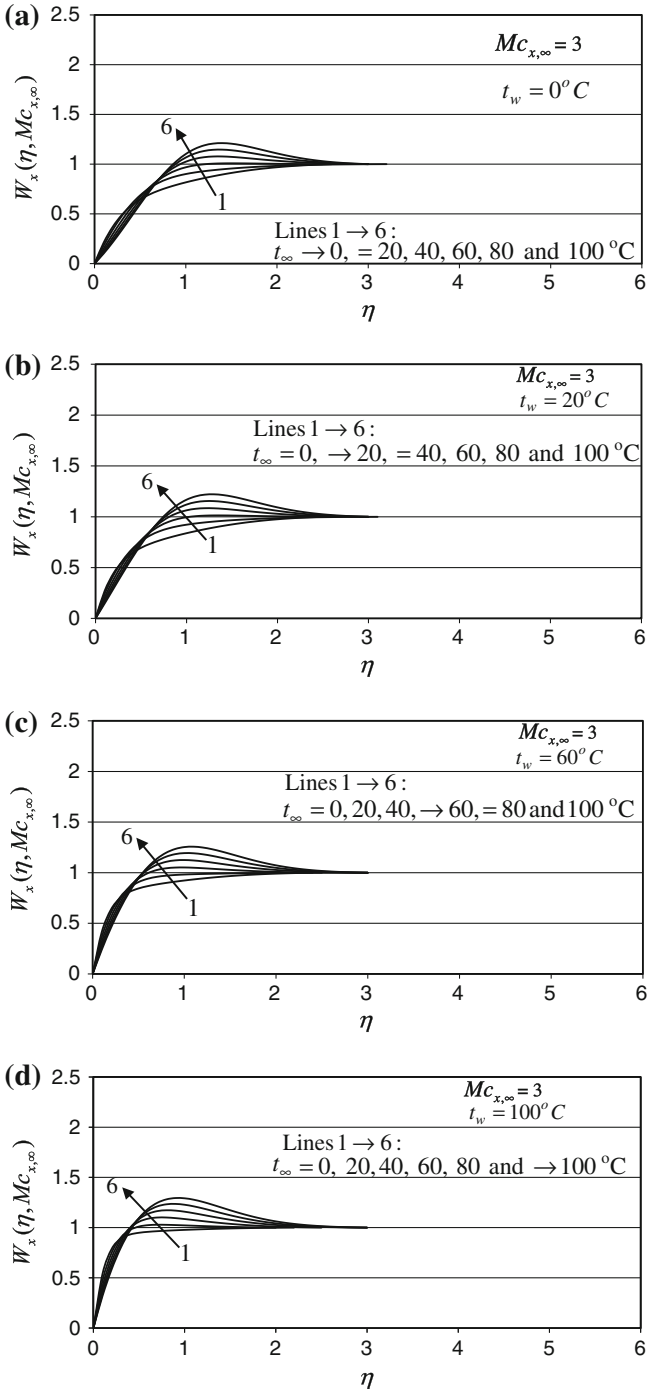 (a)
2.5
2
1.5
1
0.5
0
W_x(η, Mc_{x,∞})
Mc_{x,∞} = 3
t_w = 0°C
6
1
Lines 1 → 6 :
t_∞ → 0, = 20, 40, 60, 80 and 100 °C
0 1 2 3 4 5 6
η
(b)
2.5
2
1.5
1
0.5
0
W_x(η, Mc_{x,∞})
Mc_{x,∞} = 3
t_w = 20°C
Lines 1 → 6 :
t_∞ = 0, → 20, = 40, 60, 80 and 100 °C
6
1
0 1 2 3 4 5 6
η
(c)
2.5
2
1.5
1
0.5
0
W_x(η, Mc_{x,∞})
Mc_{x,∞} = 3
t_w = 60°C
Lines 1 → 6 :
t_∞ = 0, 20, 40, → 60, = 80 and 100 °C
6
1
0 1 2 3 4 5 6
η
(d)
2.5
2
1.5
1
0.5
0
W_x(η, Mc_{x,∞})
Mc_{x,∞} = 3
t_w = 100°C
Lines 1 → 6 :
t_∞ = 0, 20, 40, 60, 80 and → 100 °C
6
1
0 1 2 3 4 5 6
η